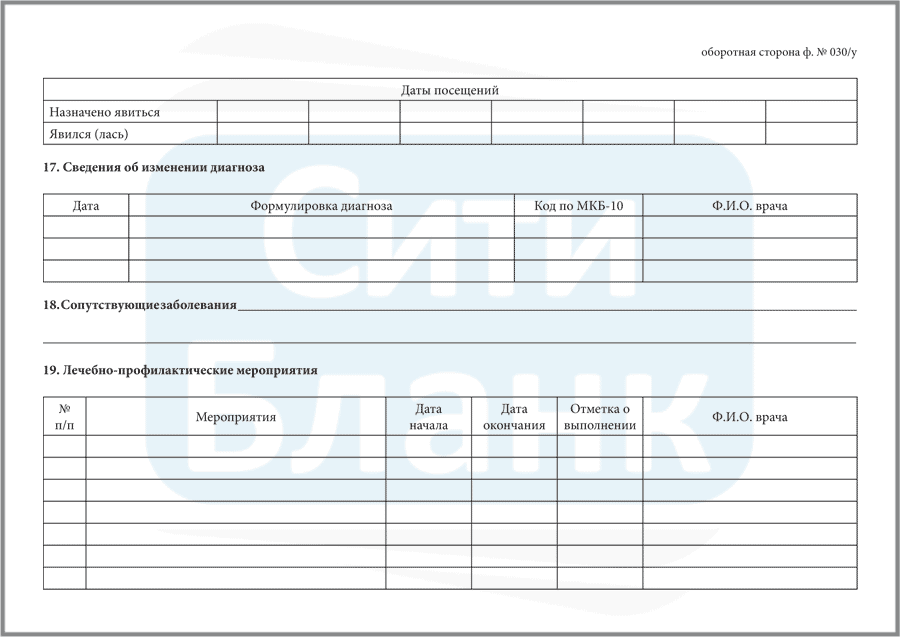 оборотная сторона ф. № 030/у
Даты посещений
Назначено явиться
Явился (лась)
17. Сведения об изменении диагноза
Дата Формулировка диагноза Код по МКБ-10 Ф.И.О. врача
Сити
18.Сопутствующиезаболевания
Бланк
19. Лечебно-профилактические мероприятия
№ п/п Мероприятия Дата начала Дата окончания Отметка о выполнении Ф.И.О. врача